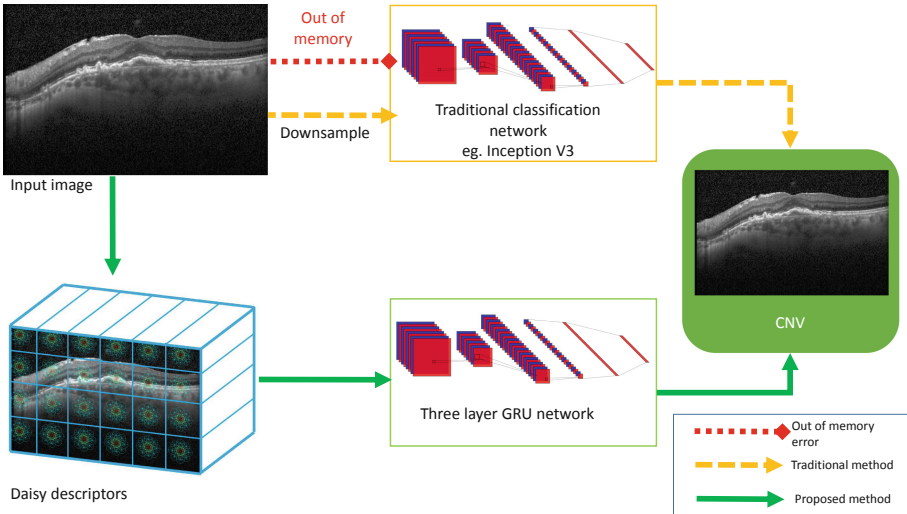 Out of
memory
Downsample
Traditional classification
network
eg. Inception V3
Input image
CNV
Three layer GRU network
Daisy descriptors
Out of memory
error
Traditional method
Proposed method